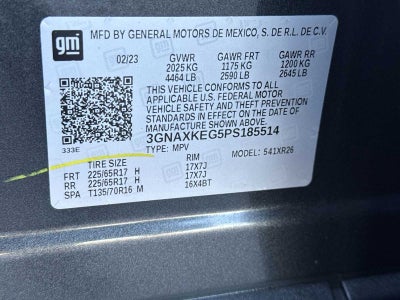 gm
MFD BY GENERAL MOTORS DE MEXICO, S. DE R.L. DE C.V.
02/23 GVWR GAWR FRT GAWR RR
2025 KG 1175 KG 1200 KG
4464 LB 2590 LB 2645 LB
THIS VEHICLE CONFORMS TO ALL
APPLICABLE U.S. FEDERAL MOTOR
VEHICLE SAFETY AND THEFT PREVENTION
STANDARDS IN EFFECT ON THE DATE OF
MANUFACTURE SHOWN ABOVE.
3GNAXKEG5PS185514
333E TYPE: MPV MODEL: 541XR26
TIRE SIZE RIM
FRT 225/65R17 H 17X7J
RR 225/65R17 H 17X7J
SPA T135/70R16 M 16X4BT